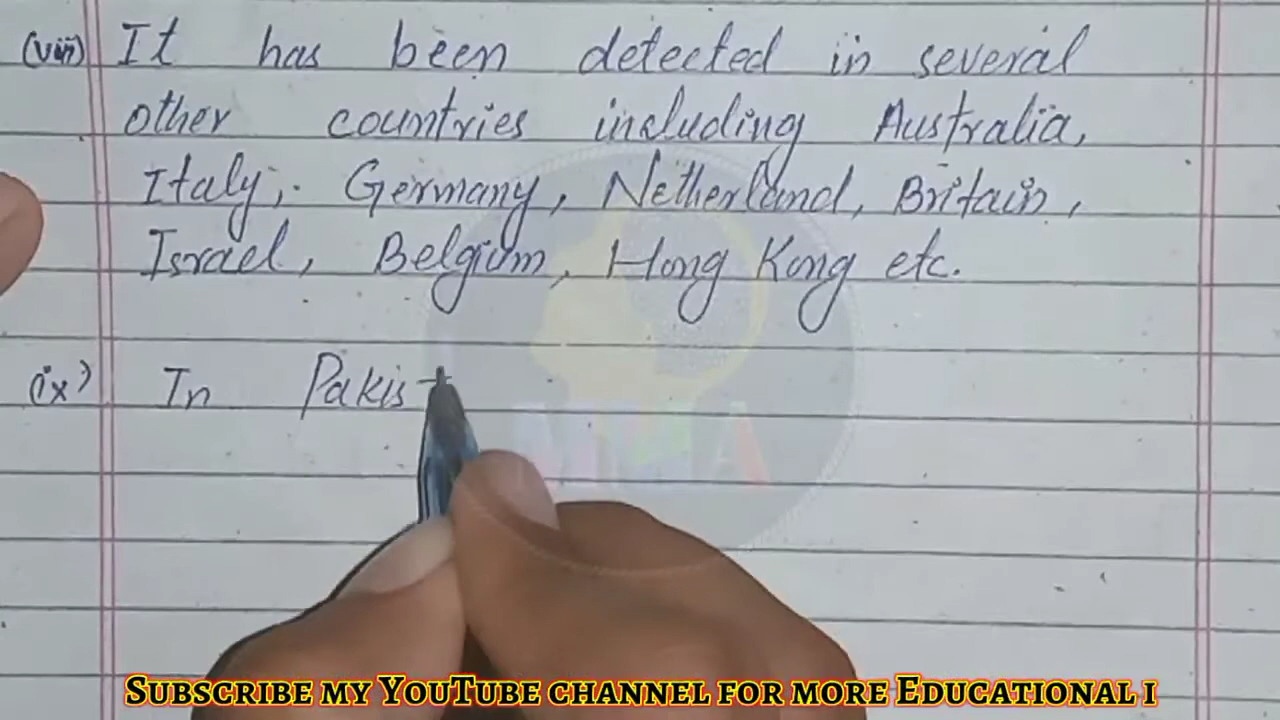 (viii) It has been detected in several
other countries including Australia,
Italy, Germany, Netherland, Britain,
Israel, Belgium, Hong Kong etc.
(ix) In Pakist
Subscribe my YouTube channel for more Educational i